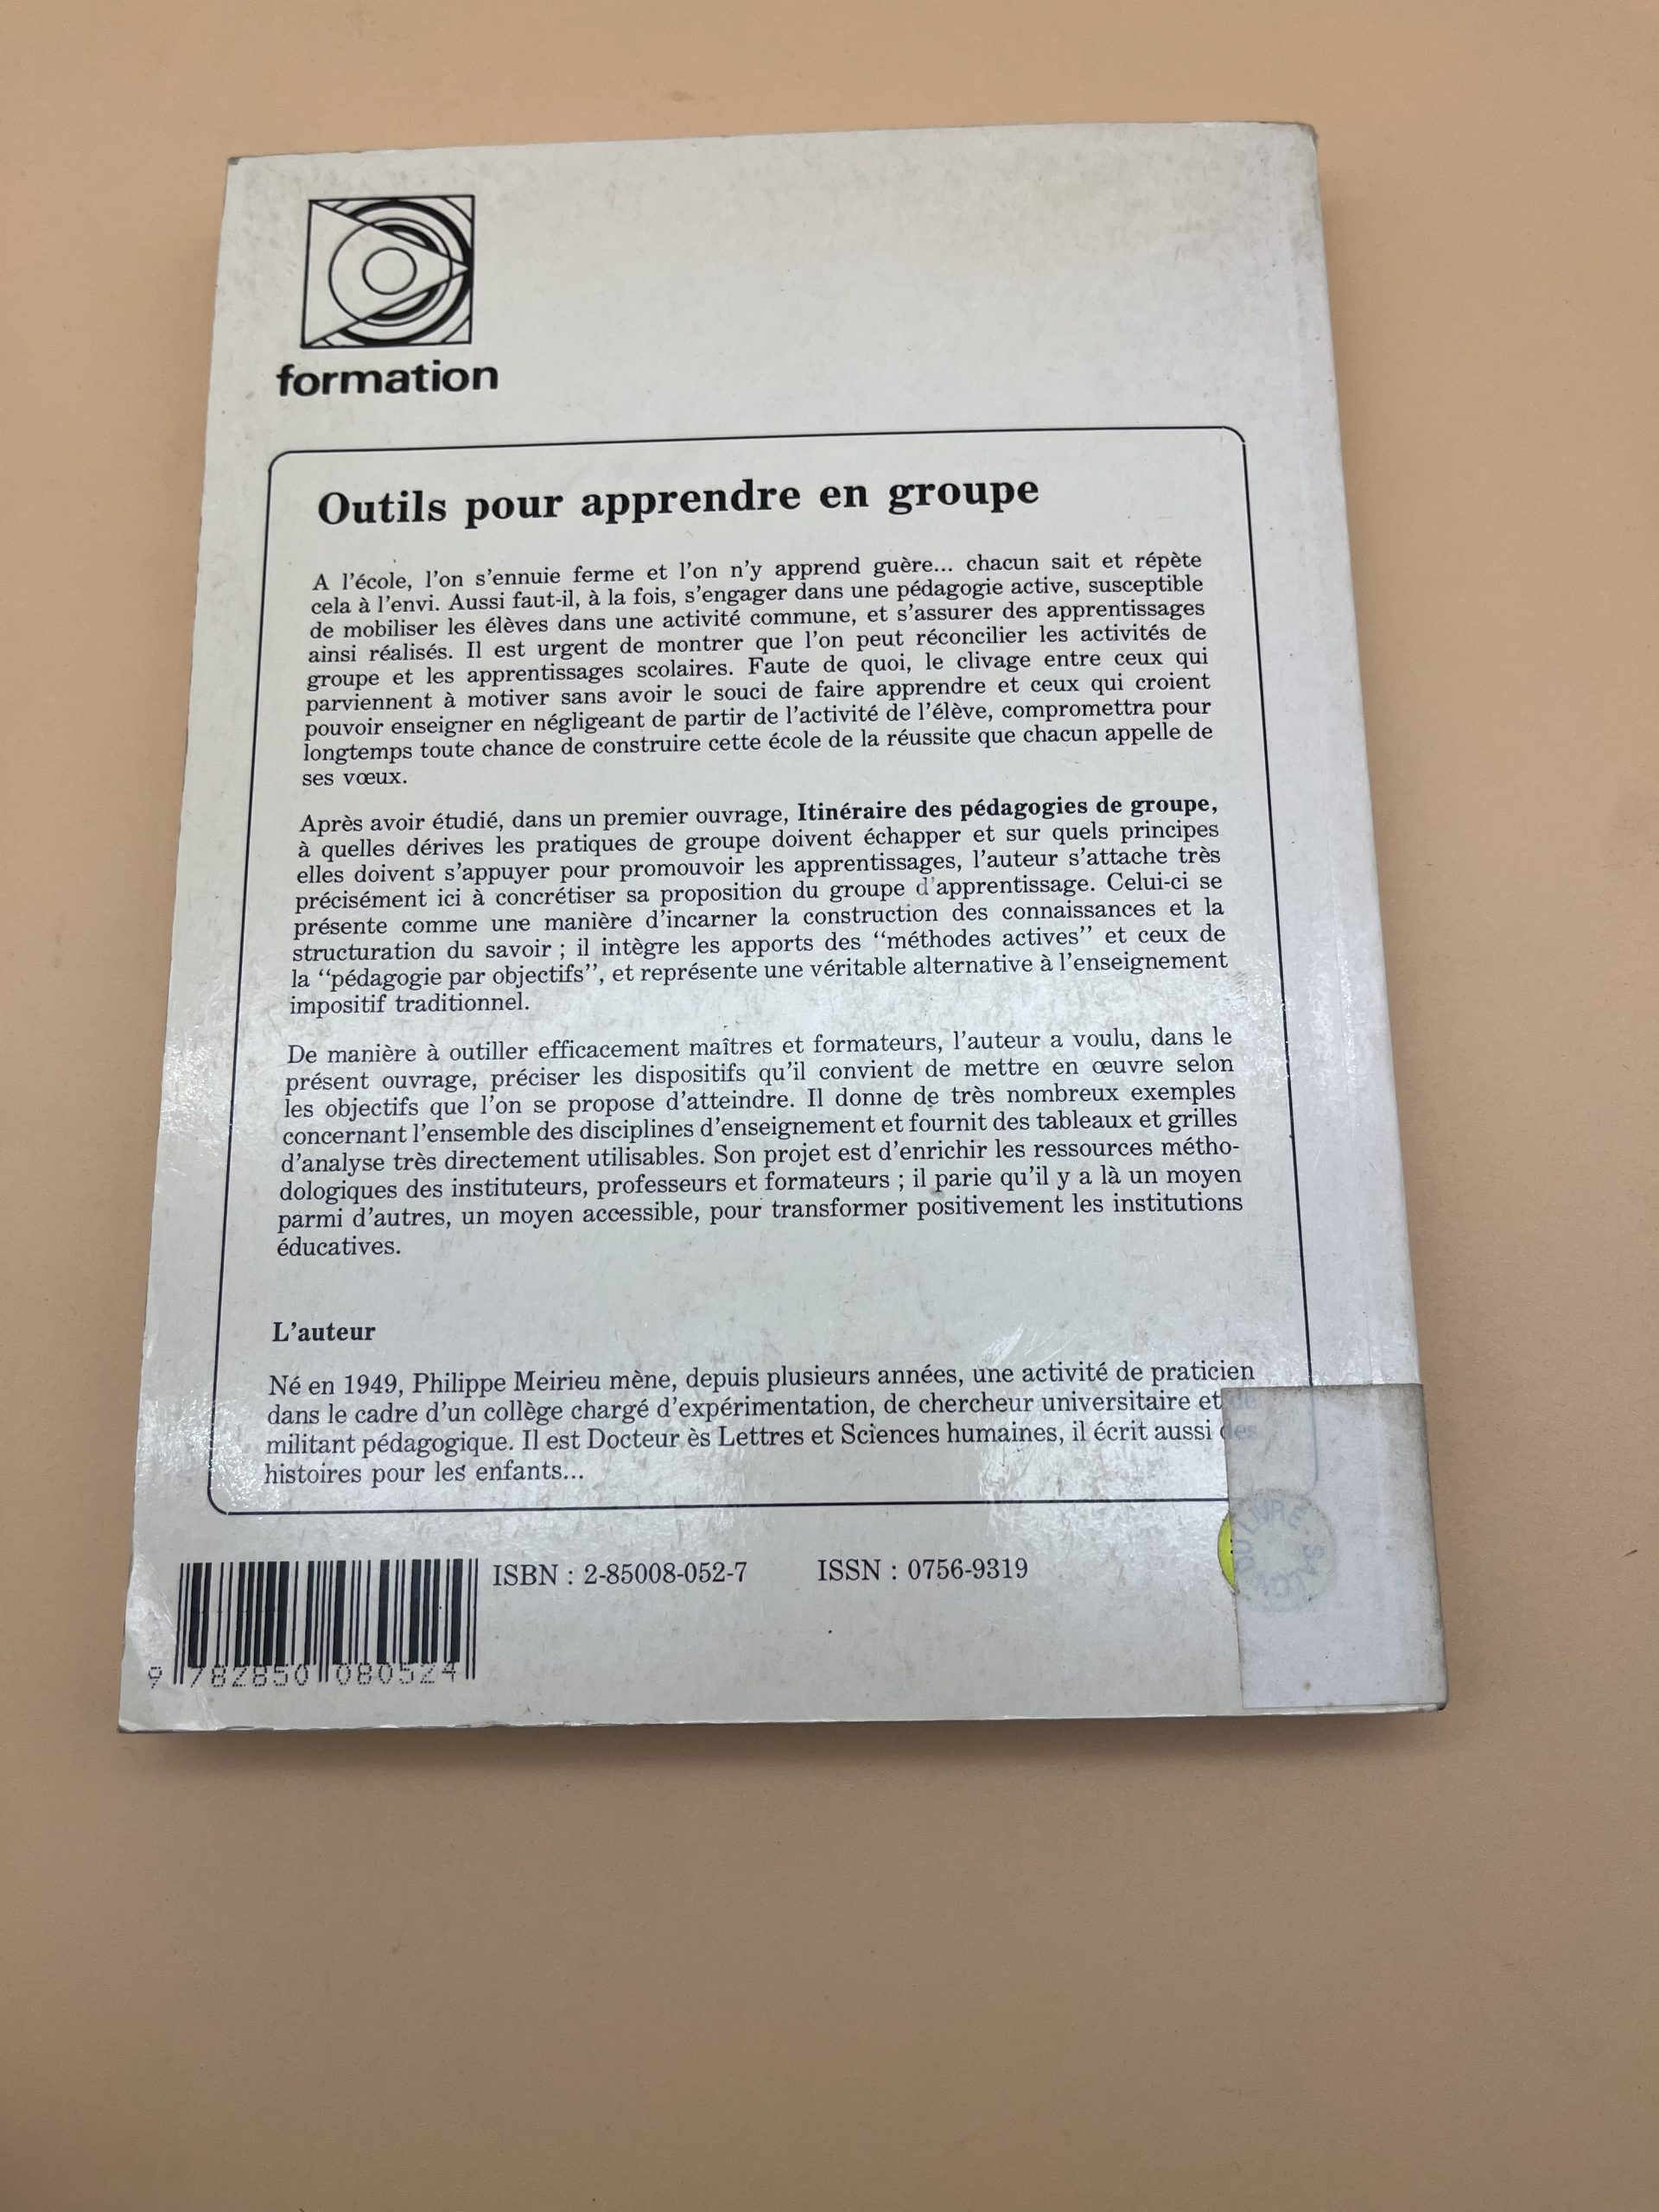 formation
Outils pour apprendre en groupe
A l'école, l'on s'ennuie ferme et l'on n'y apprend guère... chacun sait et répète
cela à l'envi. Aussi faut-il, à la fois, s'engager dans une pédagogie active, susceptible
de mobiliser les élèves dans une activité commune, et s'assurer des apprentissages
ainsi réalisés. Il est urgent de montrer que l'on peut réconcilier les activités de
groupe et les apprentissages scolaires. Faute de quoi, le clivage entre ceux qui
parviennent à motiver sans avoir le souci de faire apprendre et ceux qui croient
pouvoir enseigner en négligeant de partir de l'activité de l'élève, compromettra pour
longtemps toute chance de construire cette école de la réussite que chacun appelle de
ses vœux.
Après avoir étudié, dans un premier ouvrage, Itinéraire des pédagogies de groupe,
à quelles dérives les pratiques de groupe doivent échapper et sur quels principes
elles doivent s'appuyer pour promouvoir les apprentissages, l'auteur s'attache très
précisément ici à concrétiser sa proposition du groupe d'apprentissage. Celui-ci se
présente comme une manière d'incarner la construction des connaissances et la
structuration du savoir ; il intègre les apports des ‘‘méthodes actives’’ et ceux de
la ‘‘pédagogie par objectifs’’, et représente une véritable alternative à l'enseignement
impositif traditionnel.
De manière à outiller efficacement maîtres et formateurs, l'auteur a voulu, dans le
présent ouvrage, préciser les dispositifs qu'il convient de mettre en œuvre selon
les objectifs que l'on se propose d'atteindre. Il donne de très nombreux exemples
concernant l'ensemble des disciplines d'enseignement et fournit des tableaux et grilles
d'analyse très directement utilisables. Son projet est d'enrichir les ressources métho-
dologiques des instituteurs, professeurs et formateurs ; il parie qu'il y a là un moyen
parmi d'autres, un moyen accessible, pour transformer positivement les institutions
éducatives.
L'auteur
Né en 1949, Philippe Meirieu mène, depuis plusieurs années, une activité de praticien
dans le cadre d'un collège chargé d'expérimentation, de chercheur universitaire et de
militant pédagogique. Il est Docteur ès Lettres et Sciences humaines, il écrit aussi des
histoires pour les enfants...
ISBN : 2-85008-052-7 ISSN : 0756-9319
9 782850 080524